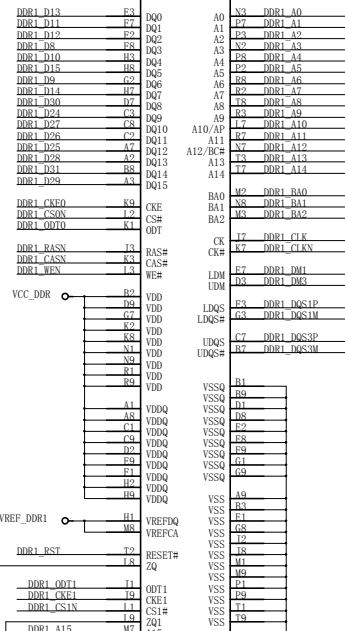 DDR1_D13 E3 DQ0 A0 N3 DDR1_A0
DDR1_D11 F7 DQ1 A1 P7 DDR1_A1
DDR1_D12 F2 DQ2 A2 P3 DDR1_A2
DDR1_D8 F8 DQ3 A3 N2 DDR1_A3
DDR1_D10 H3 DQ4 A4 P8 DDR1_A4
DDR1_D15 H8 DQ5 A5 P2 DDR1_A5
DDR1_D9 G2 DQ6 A6 R8 DDR1_A6
DDR1_D14 H7 DQ7 A7 R2 DDR1_A7
DDR1_D30 D7 DQ8 A8 T8 DDR1_A8
DDR1_D24 C3 DQ9 A9 R3 DDR1_A9
DDR1_D27 C8 DQ10 A10/AP L7 DDR1_A10
DDR1_D26 C2 DQ11 A11 R7 DDR1_A11
DDR1_D25 A7 DQ12 A12/BC# N7 DDR1_A12
DDR1_D28 A2 DQ13 A13 T3 DDR1_A13
DDR1_D31 B8 DQ14 A14 T7 DDR1_A14
DDR1_D29 A3 DQ15
BA0 M2 DDR1_BA0
DDR1_CKE0 K9 CKE BA1 N8 DDR1_BA1
DDR1_CS0N L2 CS# BA2 M3 DDR1_BA2
DDR1_ODT0 K1 ODT
CK J7 DDR1_CLK
DDR1_RASN J3 RAS# CK# K7 DDR1_CLKN
DDR1_CASN K3 CAS#
DDR1_WEN L3 WE# LDM E7 DDR1_DM1
UDM D3 DDR1_DM3
VCC_DDR B2 VDD
D9 VDD LDQS F3 DDR1_DQS1P
G7 VDD LDQS# G3 DDR1_DQS1M
K2 VDD
K8 VDD UDQS C7 DDR1_DQS3P
N1 VDD UDQS# B7 DDR1_DQS3M
N9 VDD
R1 VDD
R9 VDD VSSQ B1
VSSQ B9
A1 VDDQ VSSQ D1
A8 VDDQ VSSQ D8
C1 VDDQ VSSQ E2
C9 VDDQ VSSQ E8
D2 VDDQ VSSQ F9
E9 VDDQ VSSQ G1
F1 VDDQ VSSQ G9
H2 VDDQ
H9 VDDQ VSS A9
VSS B3
VREF_DDR1 H1 VREFDQ VSS E1
M8 VREFCA VSS G8
VSS J2
DDR1_RST T2 RESET# VSS J8
L8 ZQ VSS M1
VSS M9
DDR1_ODT1 J1 ODT1 VSS P1
DDR1_CKE1 J9 CKE1 VSS P9
DDR1_CS1N L1 CS1# VSS T1
L9 ZQ1 VSS T9
DDR1_A15 M7 A15